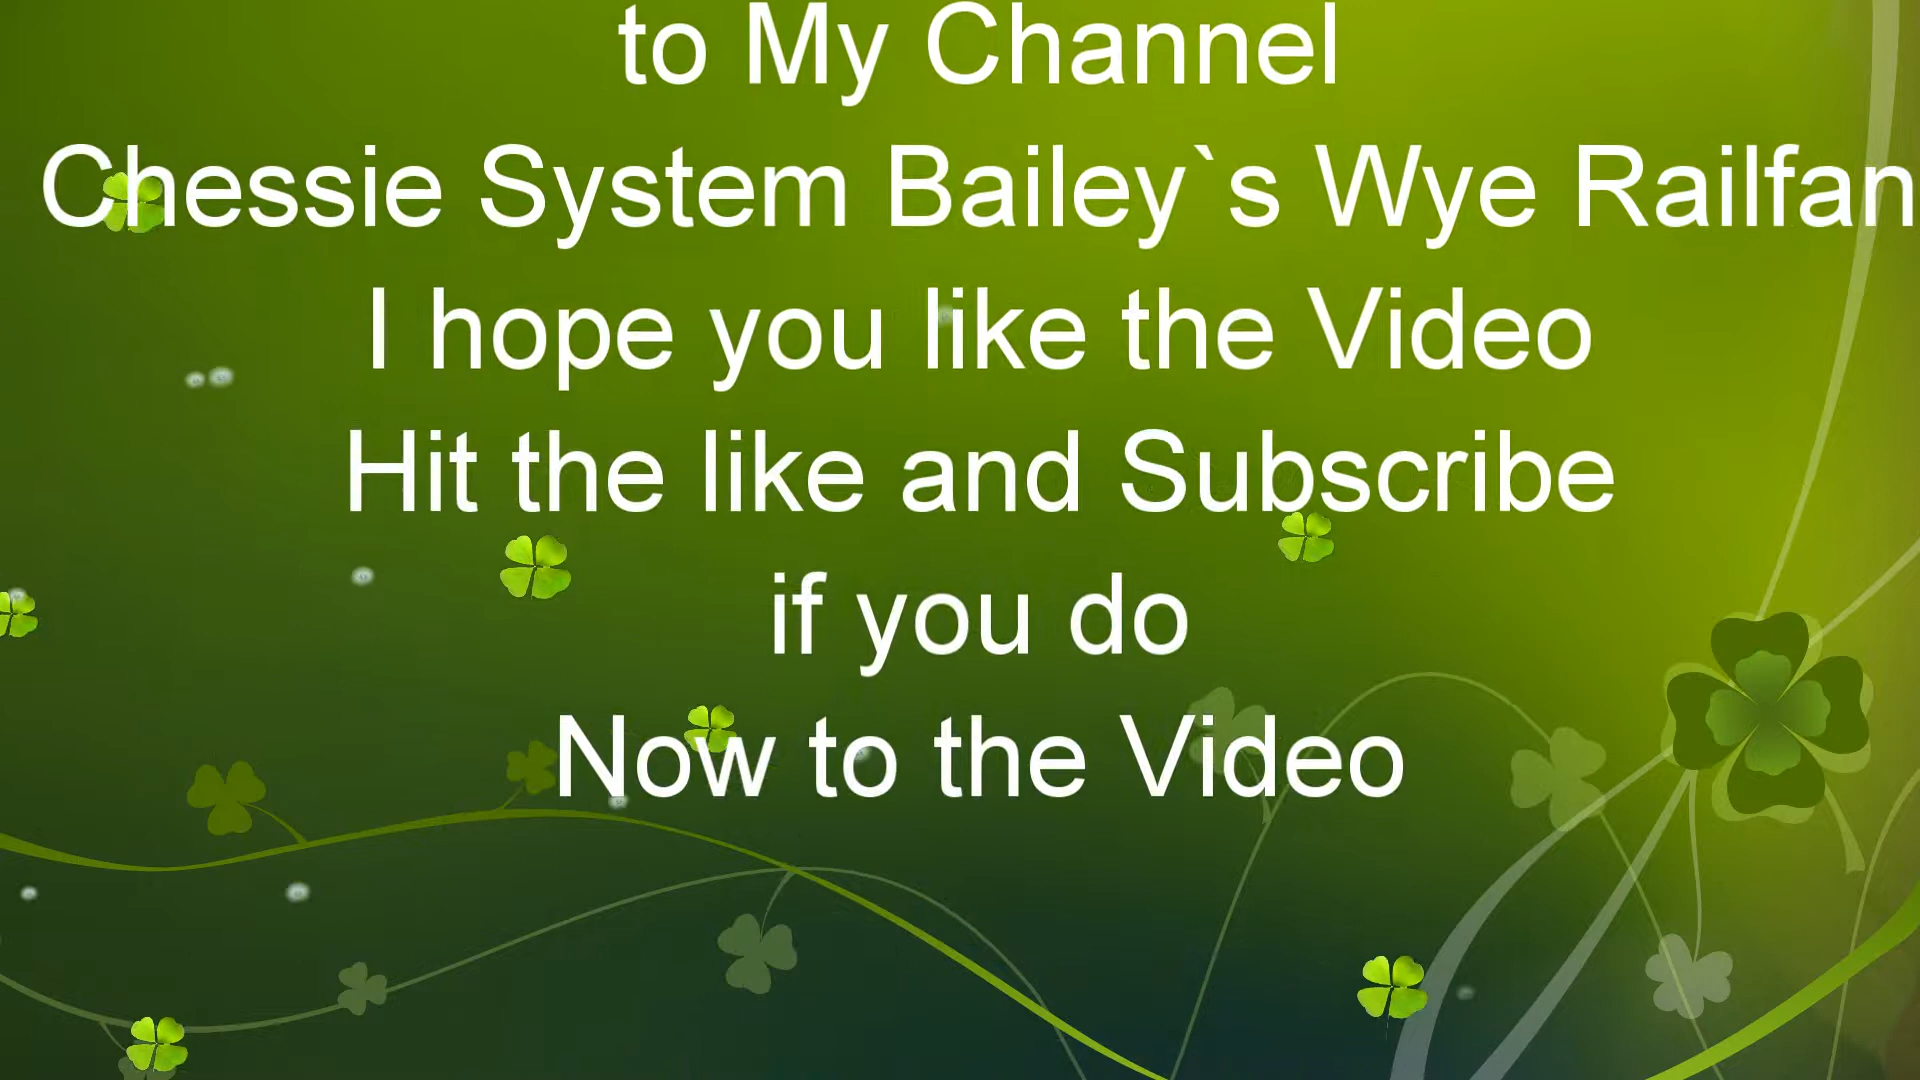 to My Channel
Chessie System Bailey`s Wye Railfan
I hope you like the Video
Hit the like and Subscribe
if you do
Now to the Video